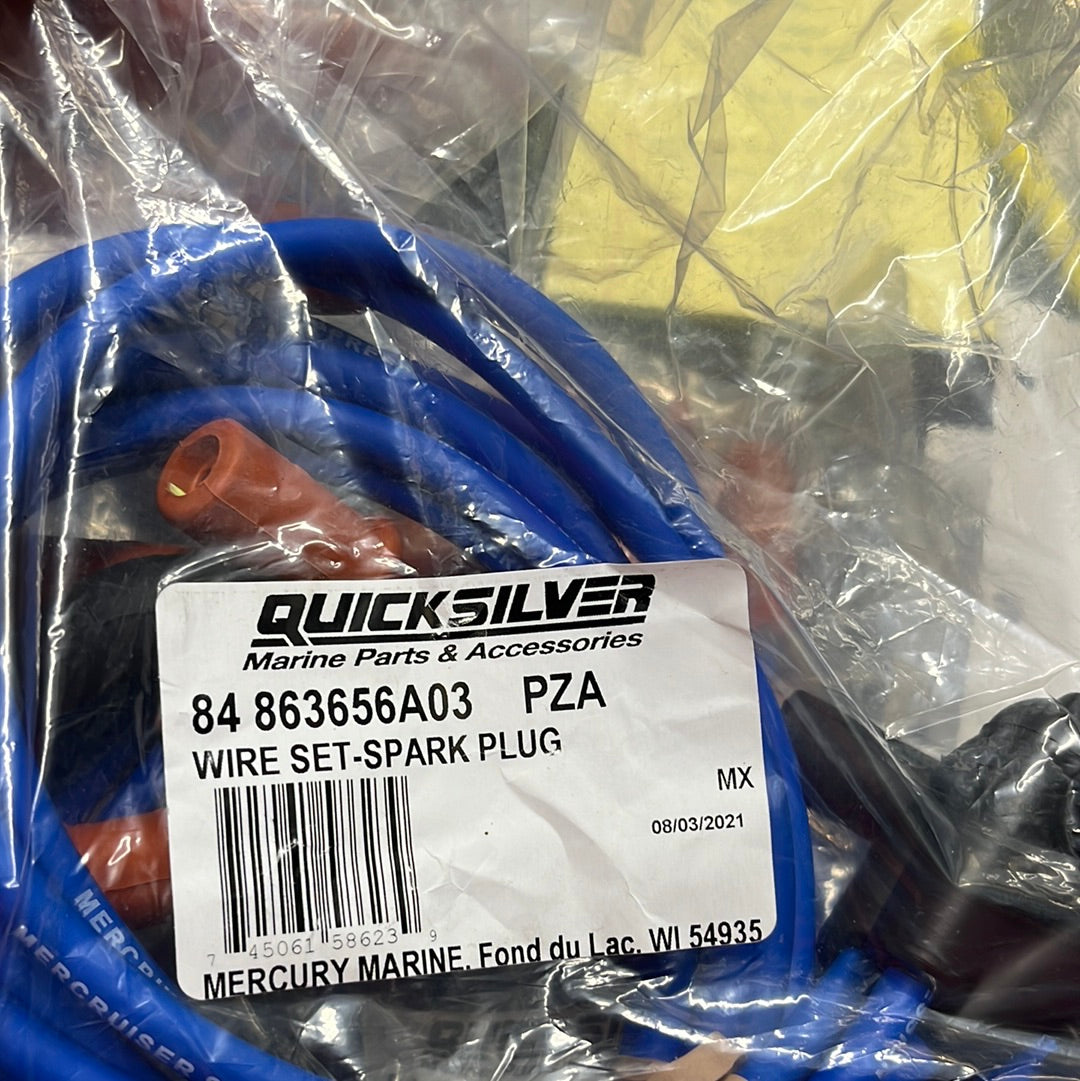 QUICKSILVER
Marine Parts & Accessories
84 863656A03 PZA
WIRE SET-SPARK PLUG
MX
08/03/2021
7 45061 58623 9
MERCURY MARINE, Fond du Lac, WI 54935
MERCRUISER
QUICKSILVER